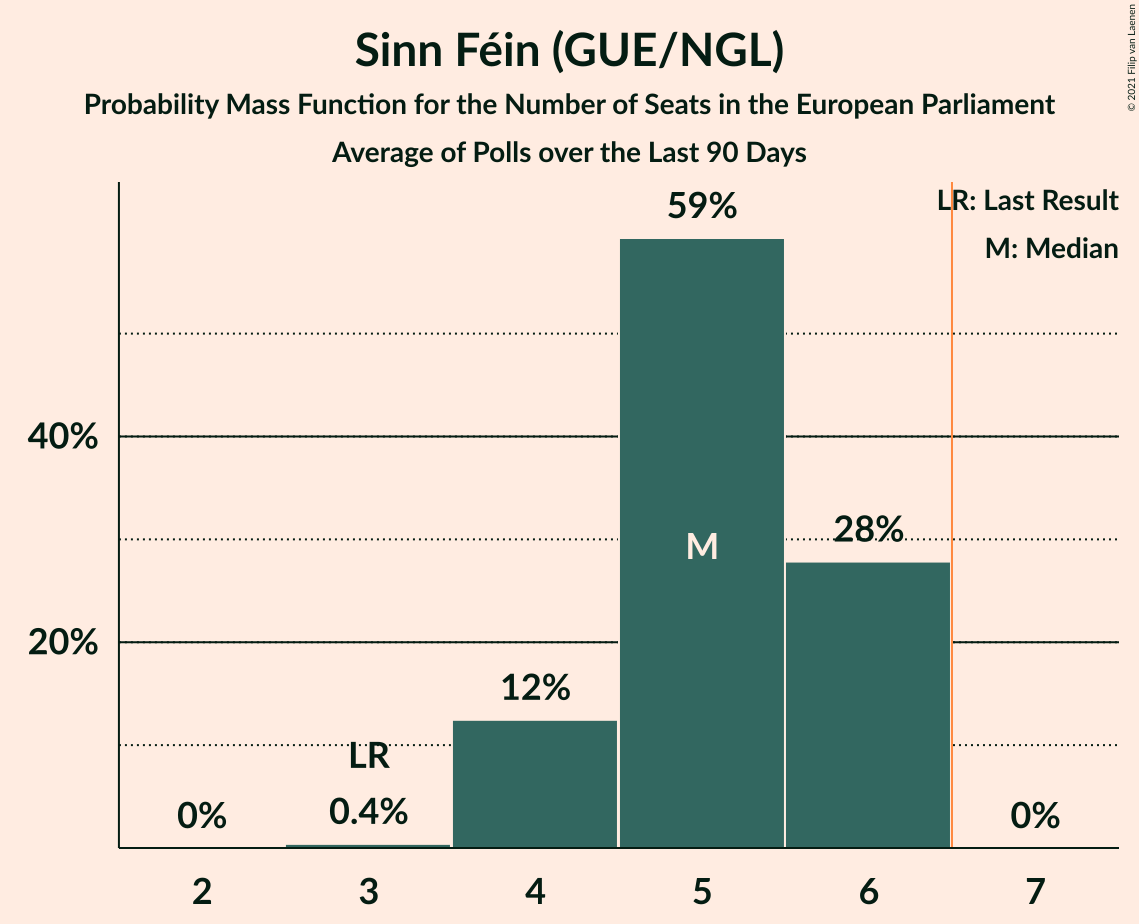 Sinn Féin (GUE/NGL)
Probability Mass Function for the Number of Seats in the European Parliament
Average of Polls over the Last 90 Days
© 2021 Filip van Laenen
LR: Last Result
M: Median
59%
40%
M
28%
20%
12%
LR
0% 0.4% 0%
2 3 4 5 6 7